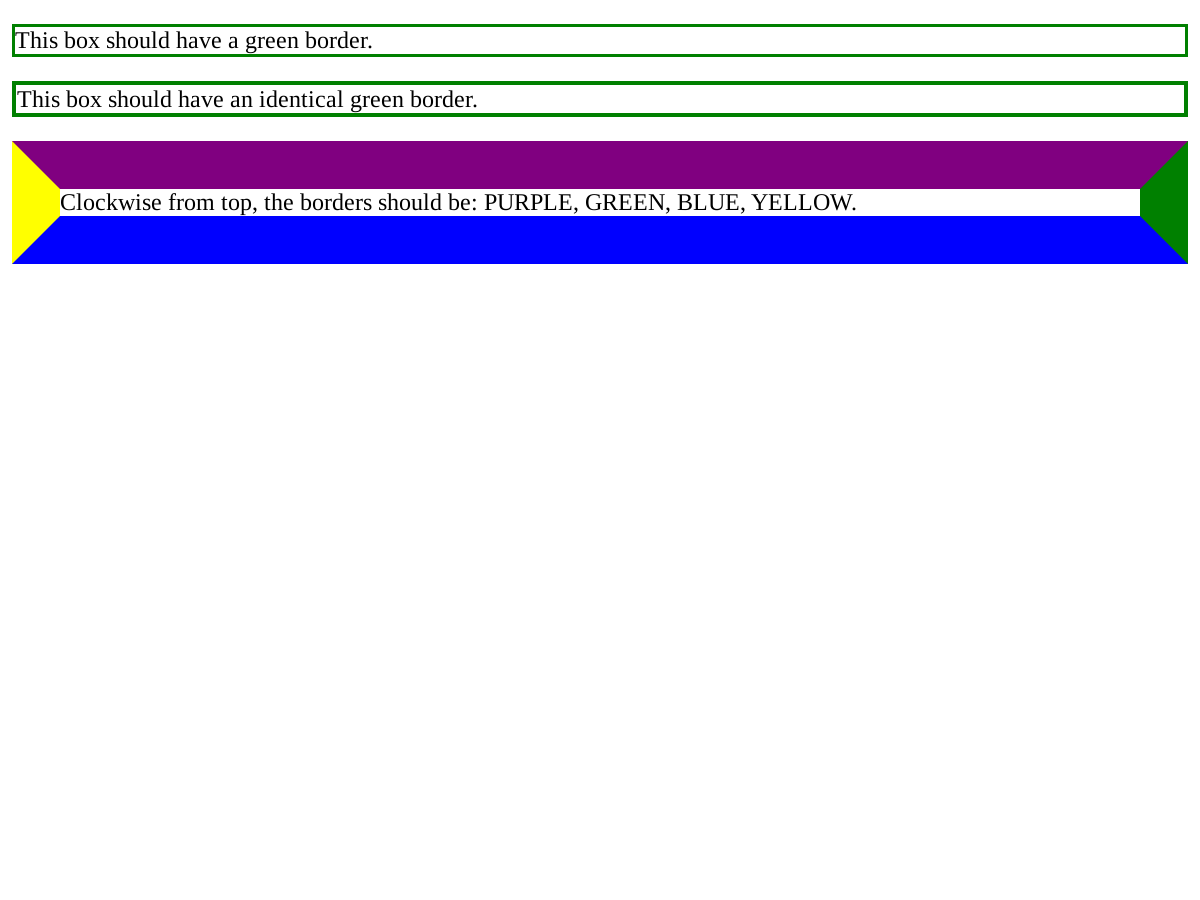 This box should have a green border.
This box should have an identical green border.
Clockwise from top, the borders should be: PURPLE, GREEN, BLUE, YELLOW.